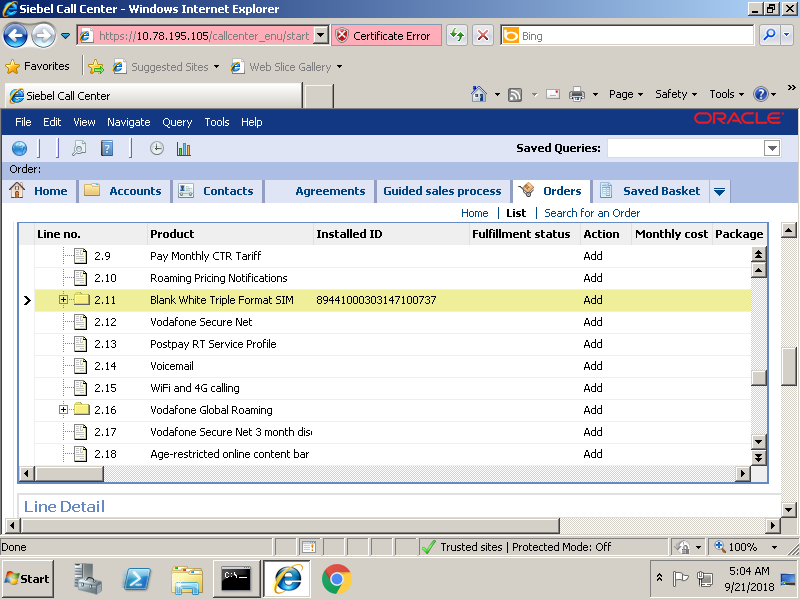 Siebel Call Center - Windows Internet Explorer
https://10.78.195.105/callcenter_enu/start
Certificate Error
Bing
Favorites
Suggested Sites
Web Slice Gallery
Siebel Call Center
Page
Safety
Tools
»
File Edit View Navigate Query Tools Help
ORACLE
Saved Queries:
Order:
Home
Accounts
Contacts
Agreements
Guided sales process
Orders
Saved Basket
Home | List | Search for an Order
Line no. Product Installed ID Fulfillment status Action Monthly cost Package
2.9 Pay Monthly CTR Tariff Add
2.10 Roaming Pricing Notifications Add
2.11 Blank White Triple Format SIM 89441000303147100737 Add
2.12 Vodafone Secure Net Add
2.13 Postpay RT Service Profile Add
2.14 Voicemail Add
2.15 WiFi and 4G calling Add
2.16 Vodafone Global Roaming Add
2.17 Vodafone Secure Net 3 month disc Add
2.18 Age-restricted online content bar Add
Line Detail
Done
Trusted sites | Protected Mode: Off
100%
Start
C:\.
5:04 AM
9/21/2018